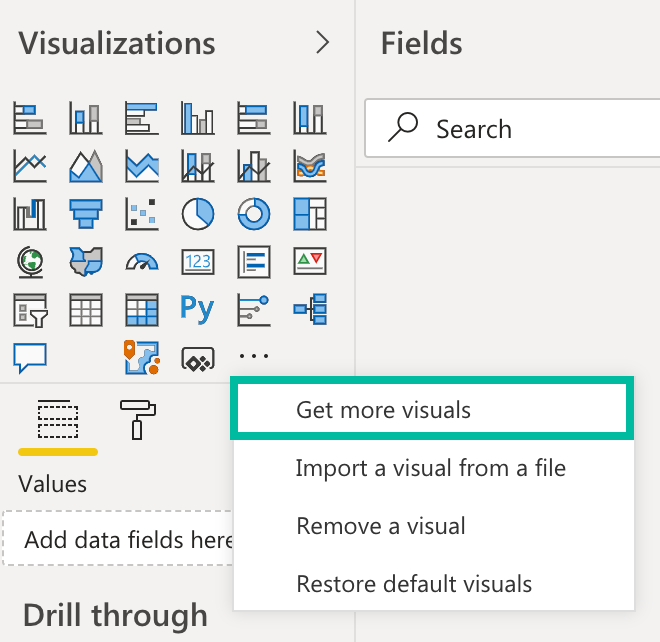 Visualizations
Fields
Search
123
Py
Get more visuals
Import a visual from a file
Remove a visual
Restore default visuals
Values
Add data fields here
Drill through